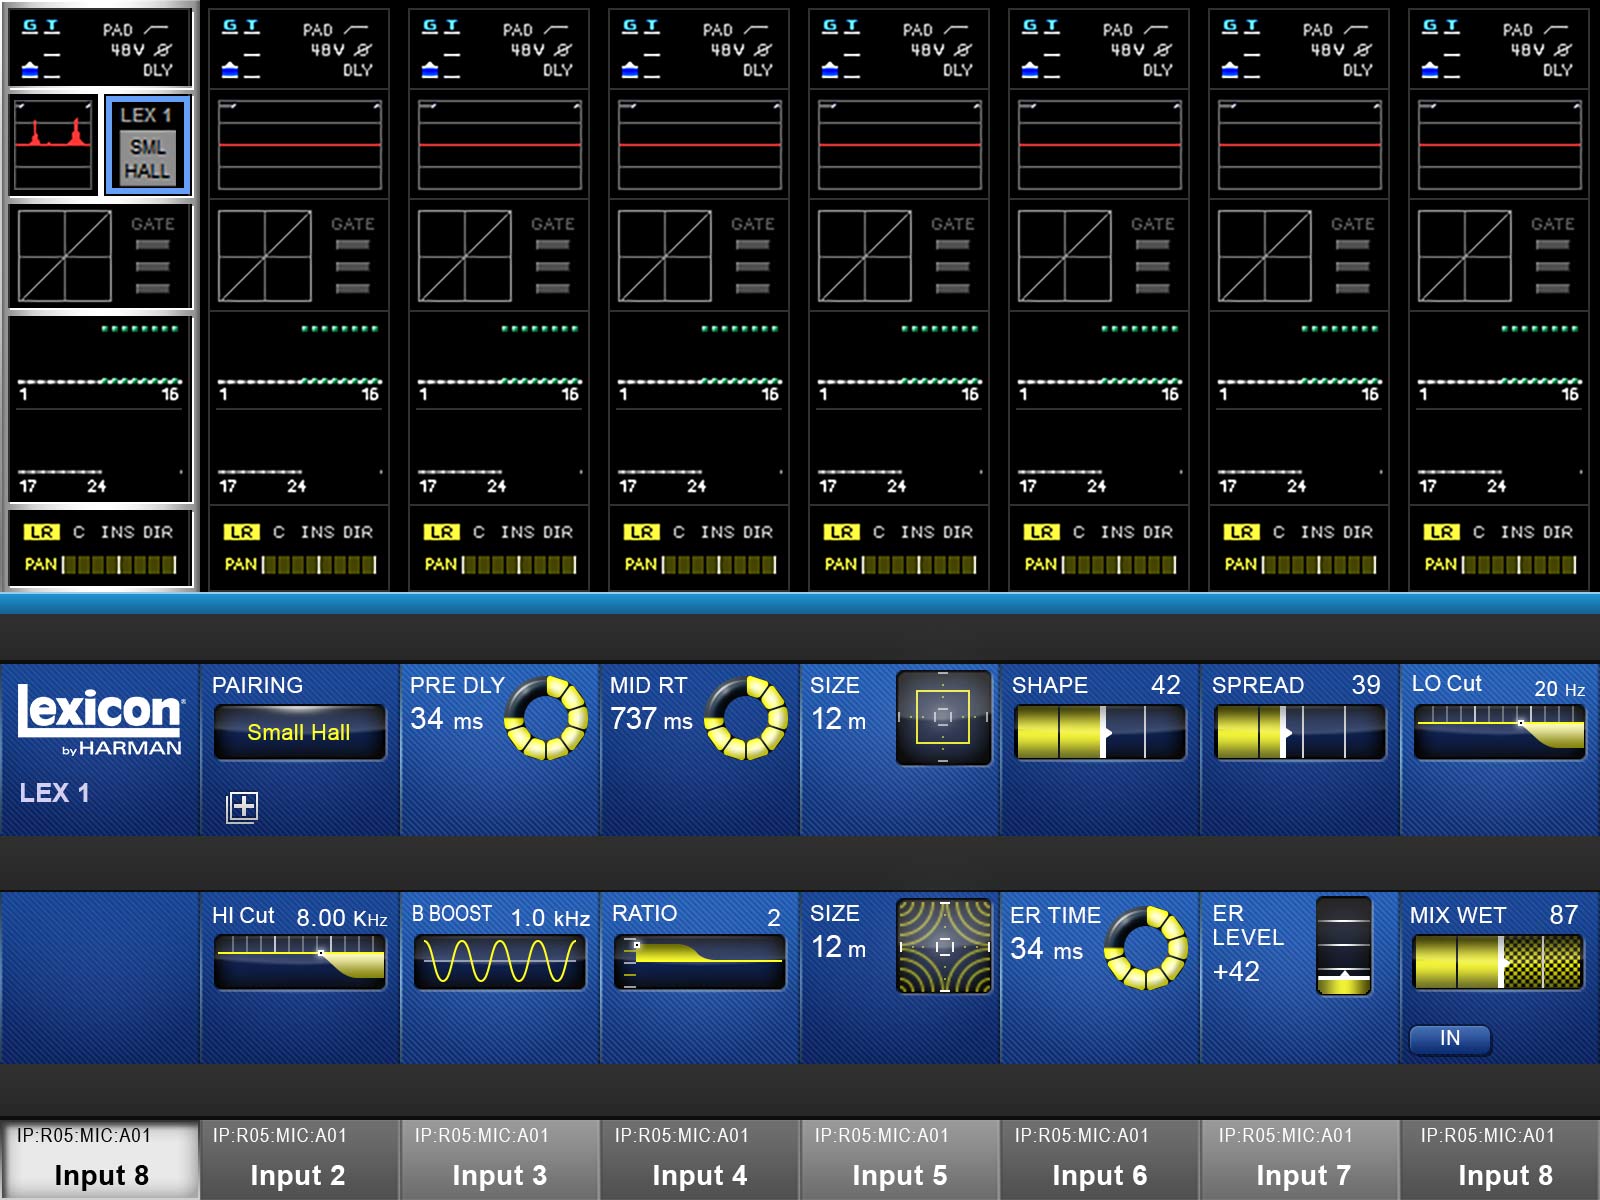 G T PAD G T PAD G T PAD G T PAD G T PAD G T PAD G T PAD G T PAD
48V 48V 48V 48V 48V 48V 48V 48V
DLY DLY DLY DLY DLY DLY DLY DLY
LEX 1
SML
HALL
GATE GATE GATE GATE GATE GATE GATE GATE
1 16 1 16 1 16 1 16 1 16 1 16 1 16 1 16
17 24 17 24 17 24 17 24 17 24 17 24 17 24 17 24
LR C INS DIR LR C INS DIR LR C INS DIR LR C INS DIR LR C INS DIR LR C INS DIR LR C INS DIR LR C INS DIR
PAN PAN PAN PAN PAN PAN PAN PAN
lexicon®
by HARMAN
LEX 1
PAIRING
Small Hall
PRE DLY
34 ms
MID RT
737 ms
SIZE
12 m
SHAPE 42
SPREAD 39
LO Cut 20 Hz
HI Cut 8.00 KHz
B BOOST 1.0 kHz
RATIO 2
SIZE
12 m
ER TIME
34 ms
ER
LEVEL
+42
MIX WET 87
IN
IP:R05:MIC:A01 IP:R05:MIC:A01 IP:R05:MIC:A01 IP:R05:MIC:A01 IP:R05:MIC:A01 IP:R05:MIC:A01 IP:R05:MIC:A01 IP:R05:MIC:A01
Input 8 Input 2 Input 3 Input 4 Input 5 Input 6 Input 7 Input 8